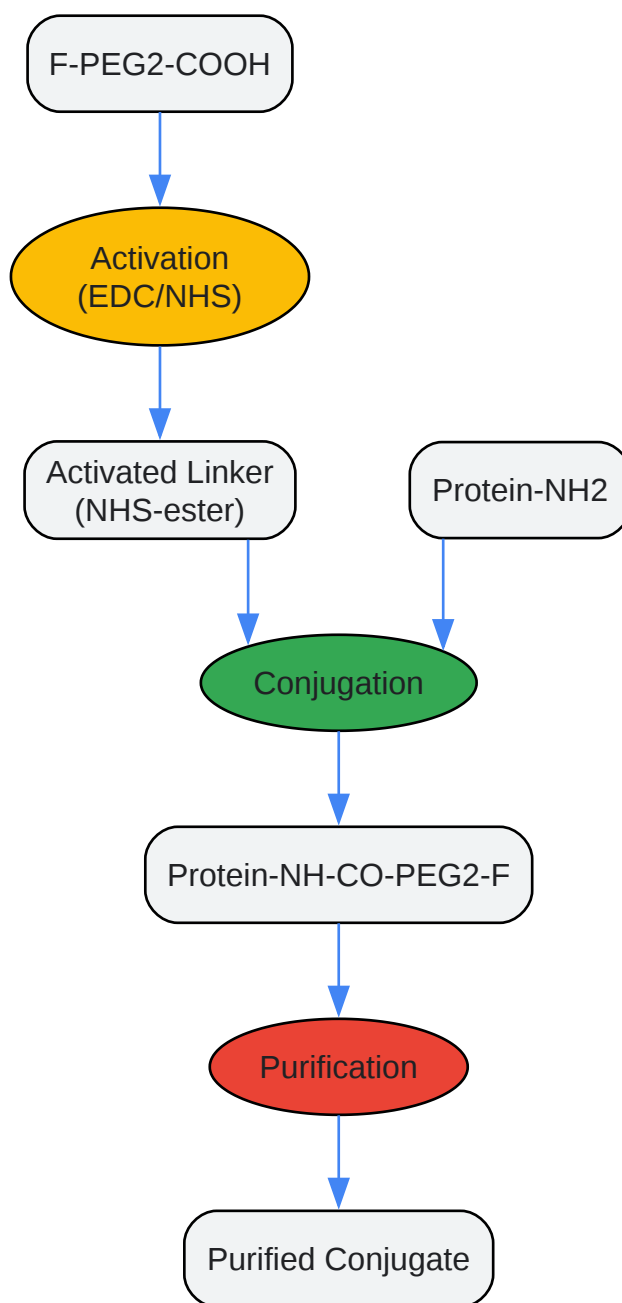 F-PEG2-COOH
Activation
(EDC/NHS)
Activated Linker
(NHS-ester)
Protein-NH2
Conjugation
Protein-NH-CO-PEG2-F
Purification
Purified Conjugate